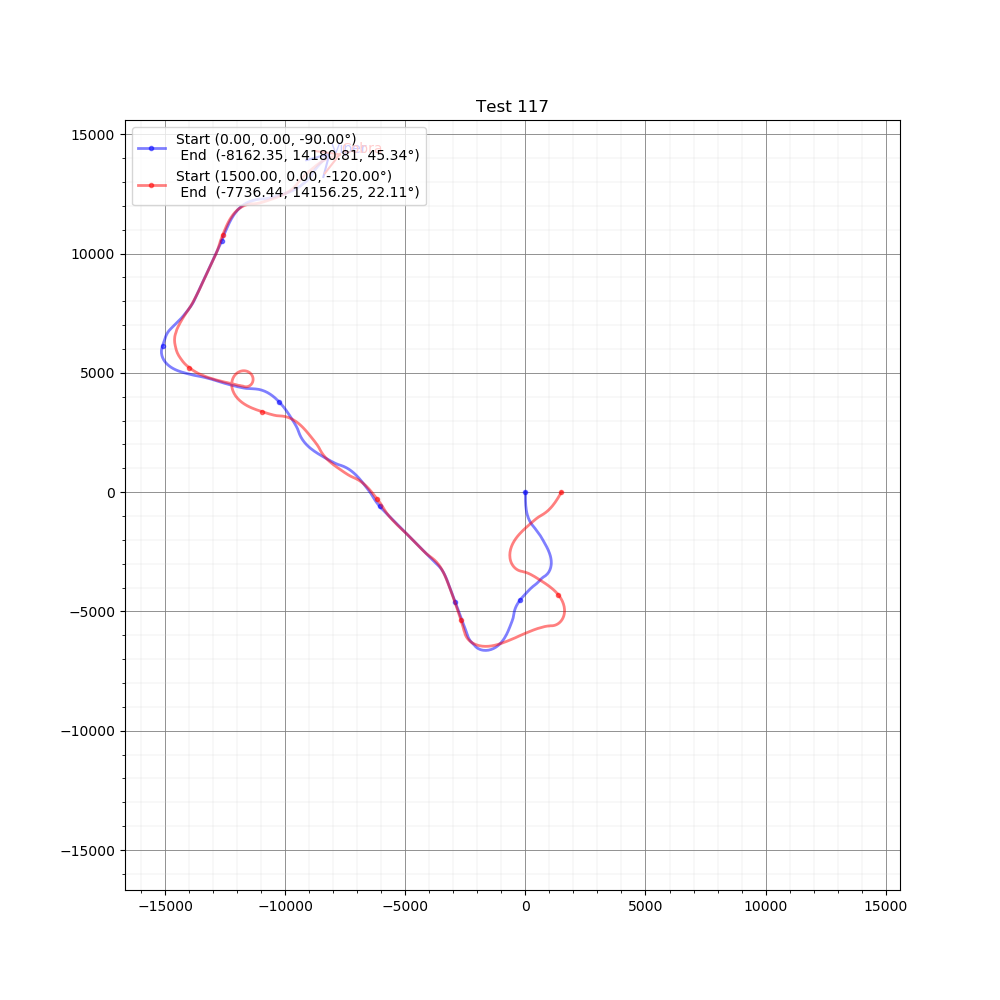 Test 117
Start (0.00, 0.00, -90.00°)
End (-8162.35, 14180.81, 45.34°)
Start (1500.00, 0.00, -120.00°)
End (-7736.44, 14156.25, 22.11°)
15000
10000
5000
0
−5000
−10000
−15000
−15000 −10000 −5000 0 5000 10000 15000